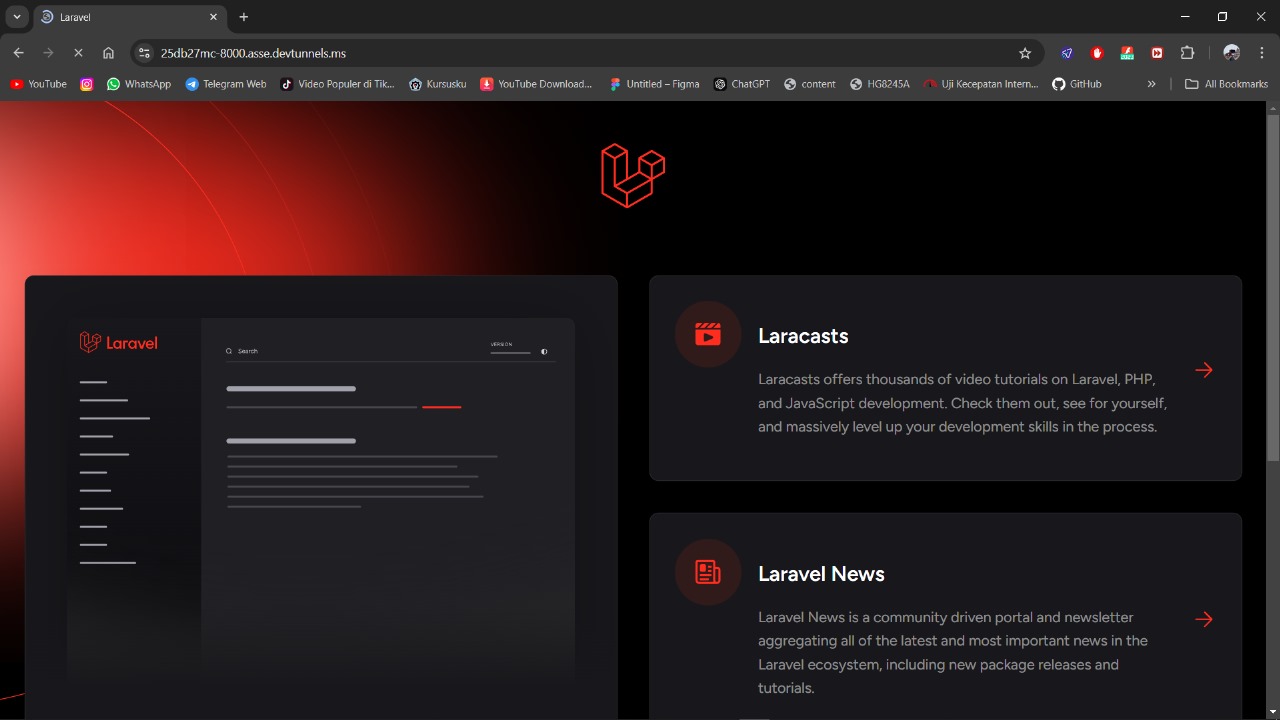 Laravel
25db27mc-8000.asse.devtunnels.ms
YouTube
WhatsApp
Telegram Web
Video Populer di Tik...
Kursusku
YouTube Download...
Untitled – Figma
ChatGPT
content
HG8245A
Uji Kecepatan Intern...
GitHub
»
All Bookmarks
Laravel
Search
VERSION
Laracasts
Laracasts offers thousands of video tutorials on Laravel, PHP,
and JavaScript development. Check them out, see for yourself,
and massively level up your development skills in the process.
Laravel News
Laravel News is a community driven portal and newsletter
aggregating all of the latest and most important news in the
Laravel ecosystem, including new package releases and
tutorials.